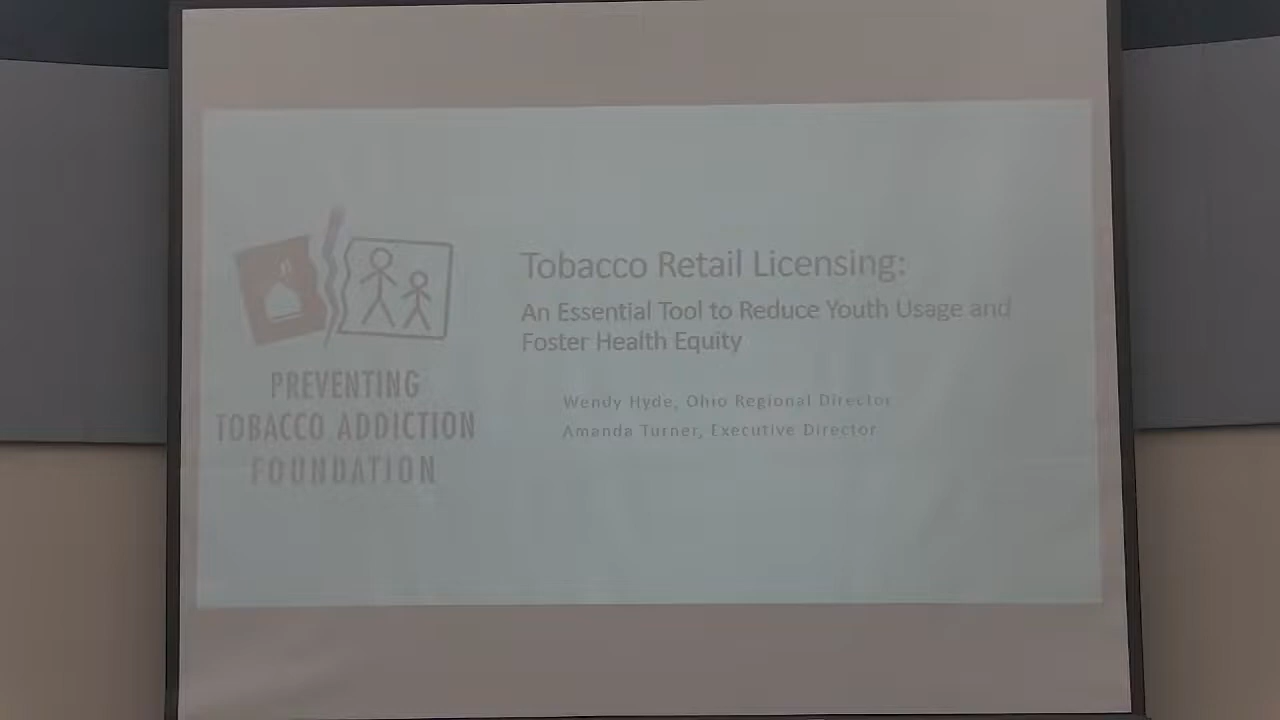 Tobacco Retail Licensing:
An Essential Tool to Reduce Youth Usage and
Foster Health Equity
Wendy Hyde, Ohio Regional Director
Amanda Turner, Executive Director
PREVENTING
TOBACCO ADDICTION
FOUNDATION